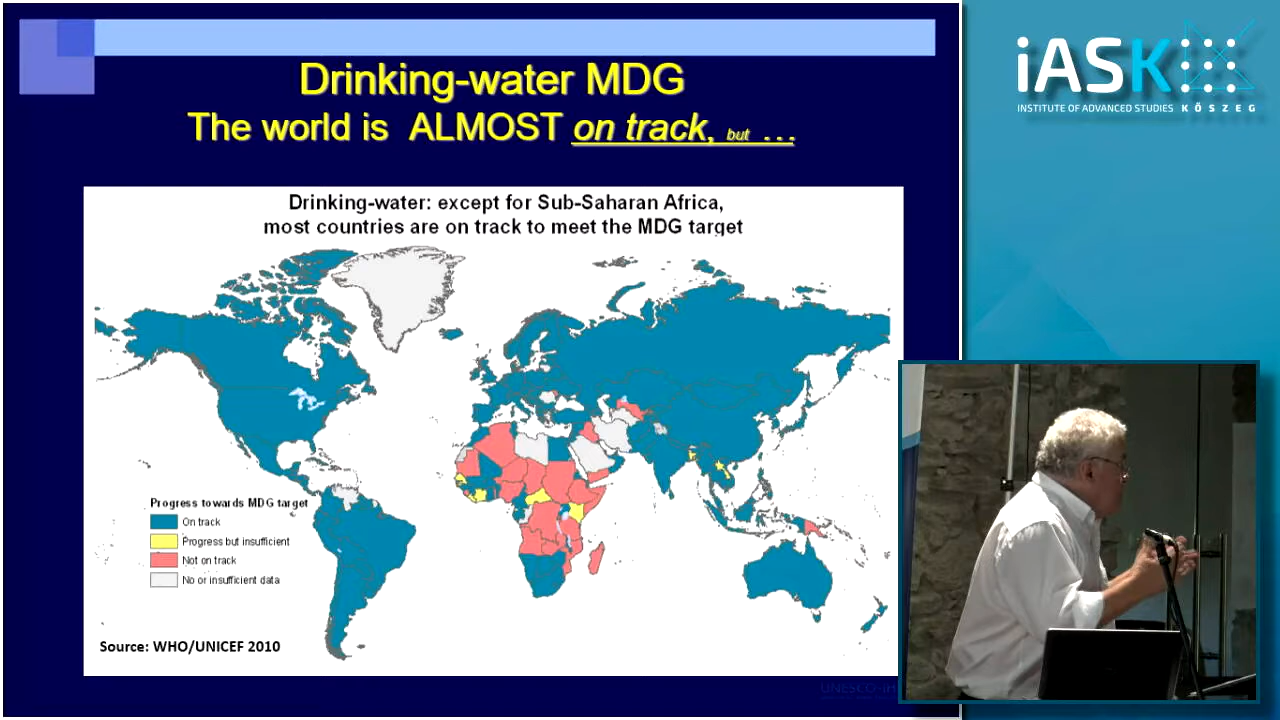 Drinking-water MDG
The world is ALMOST on track, but ...
Drinking-water: except for Sub-Saharan Africa,
most countries are on track to meet the MDG target
Progress towards MDG target
On track
Progress but insufficient
Not on track
No or insufficient data
Source: WHO/UNICEF 2010
iASK
INSTITUTE OF ADVANCED STUDIES KŐSZEG